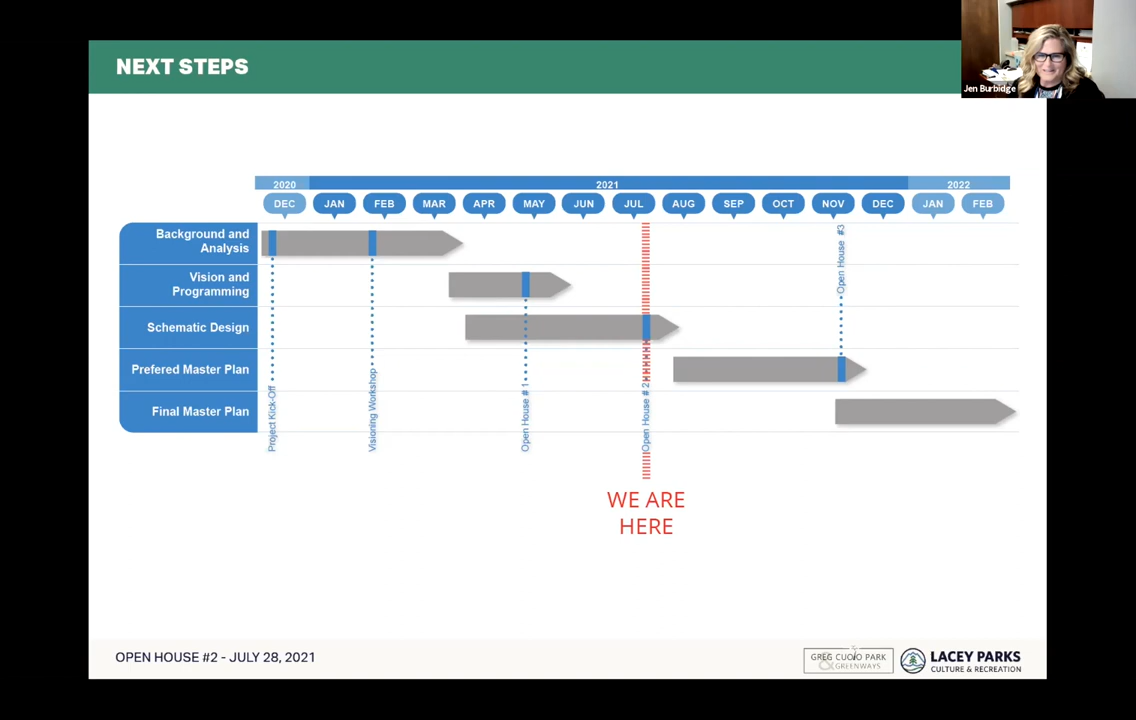 NEXT STEPS
Jen Burbidge
2020 2021 2022
DEC JAN FEB MAR APR MAY JUN JUL AUG SEP OCT NOV DEC JAN FEB
Background and
Analysis
Vision and
Programming
Schematic Design
Prefered Master Plan
Final Master Plan
Project Kick-Off
Visioning Workshop
Open House # 1
Open House # 2
Open House #3
WE ARE
HERE
OPEN HOUSE #2 - JULY 28, 2021
GREG CUOIO PARK
& GREENWAYS
LACEY PARKS
CULTURE & RECREATION